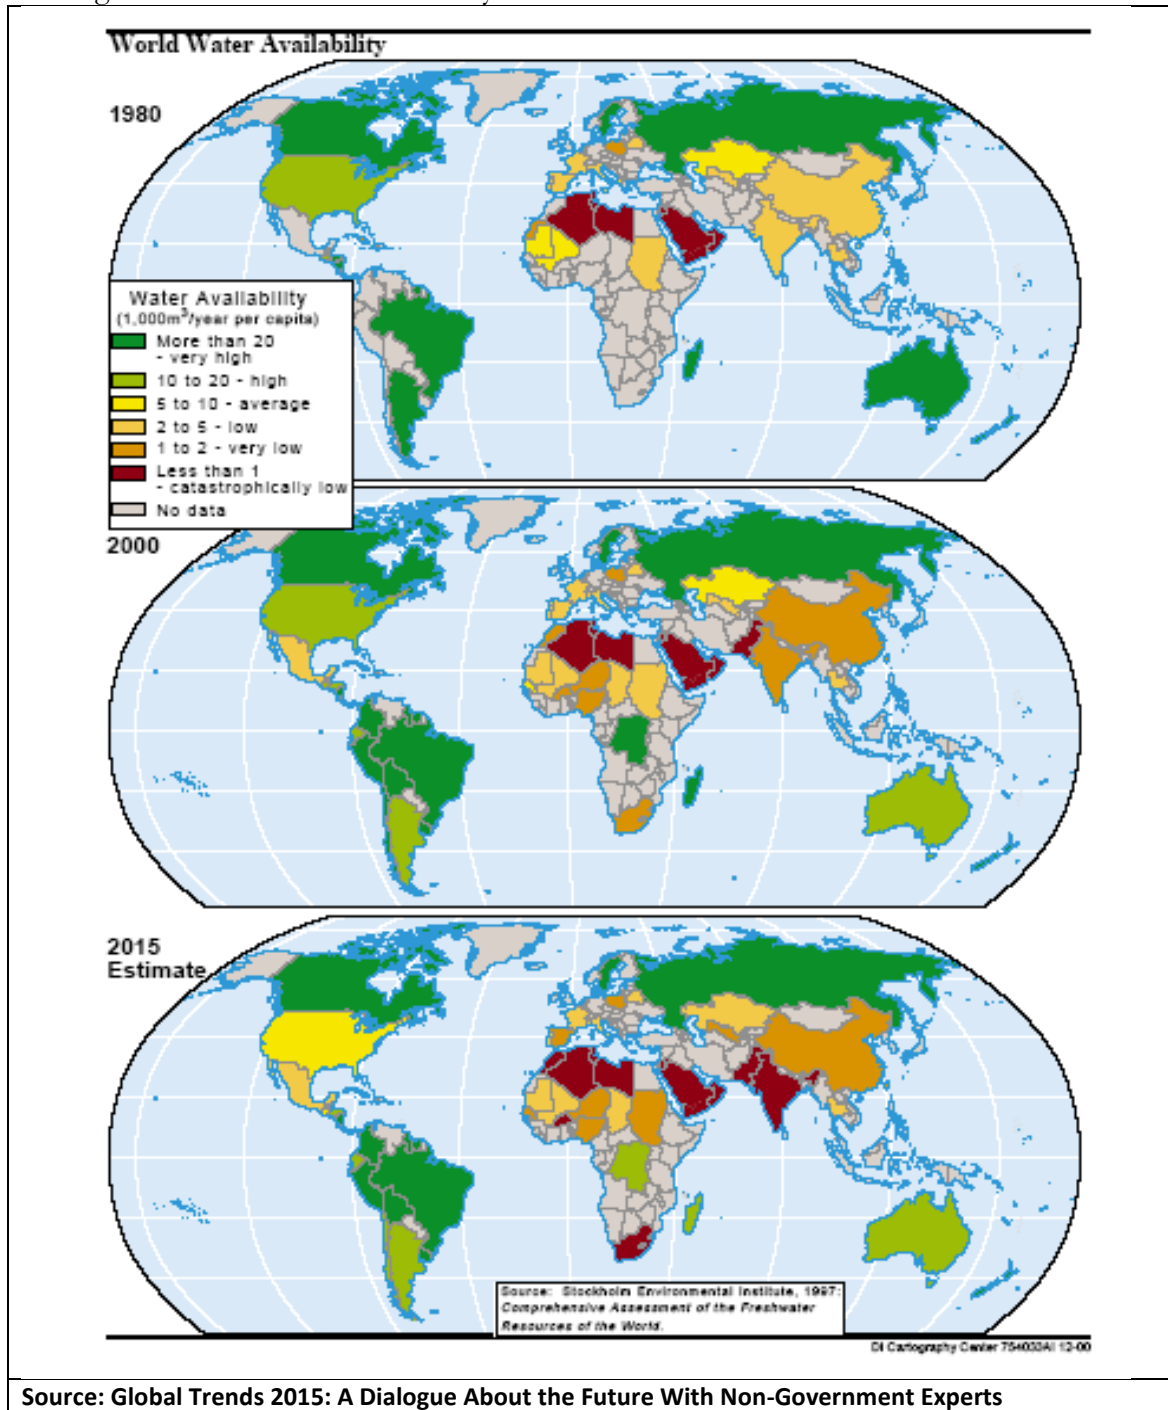 World Water Availability
1980
Water Availability
(1,000m³/year per capita)
More than 20
- very high
10 to 20 - high
5 to 10 - average
2 to 5 - low
1 to 2 - very low
Less than 1
- catastrophically low
No data
2000
2015
Estimate
Source: Stockholm Environmental Institute, 1997:
Comprehensive Assessment of the Freshwater
Resources of the World.
DI Cartography Center 754033AI 12-00
Source: Global Trends 2015: A Dialogue About the Future With Non-Government Experts